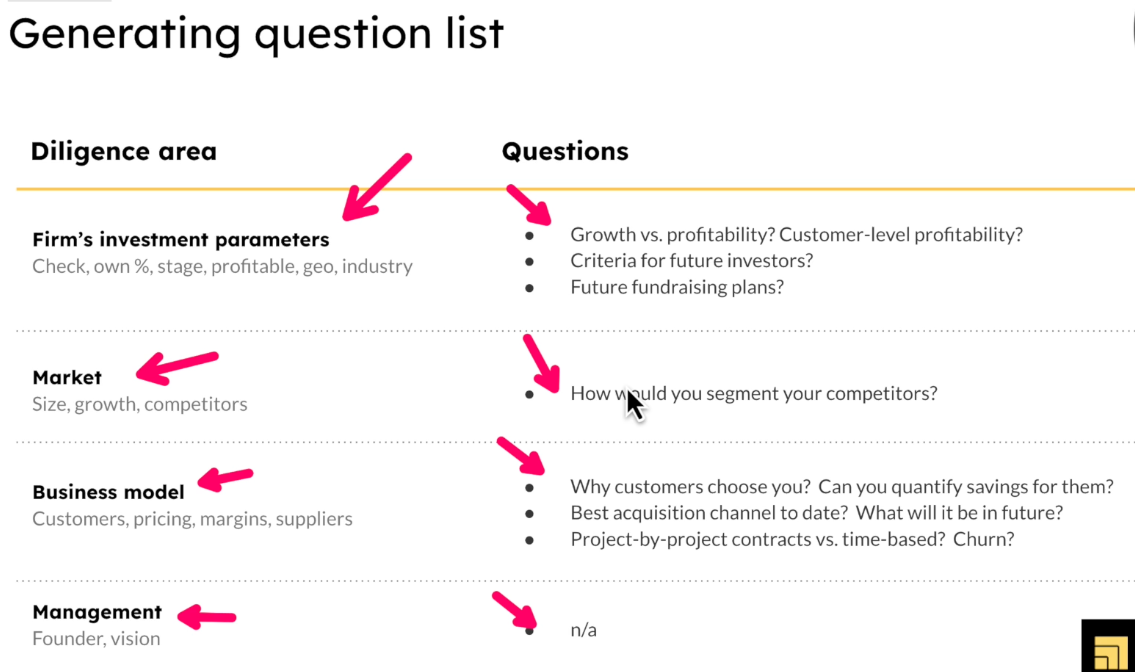 Generating question list
Diligence area
Questions
Firm's investment parameters
Check, own %, stage, profitable, geo, industry
Growth vs. profitability? Customer-level profitability?
Criteria for future investors?
Future fundraising plans?
Market
Size, growth, competitors
How would you segment your competitors?
Business model
Customers, pricing, margins, suppliers
Why customers choose you?  Can you quantify savings for them?
Best acquisition channel to date?  What will it be in future?
Project-by-project contracts vs. time-based?  Churn?
Management
Founder, vision
n/a